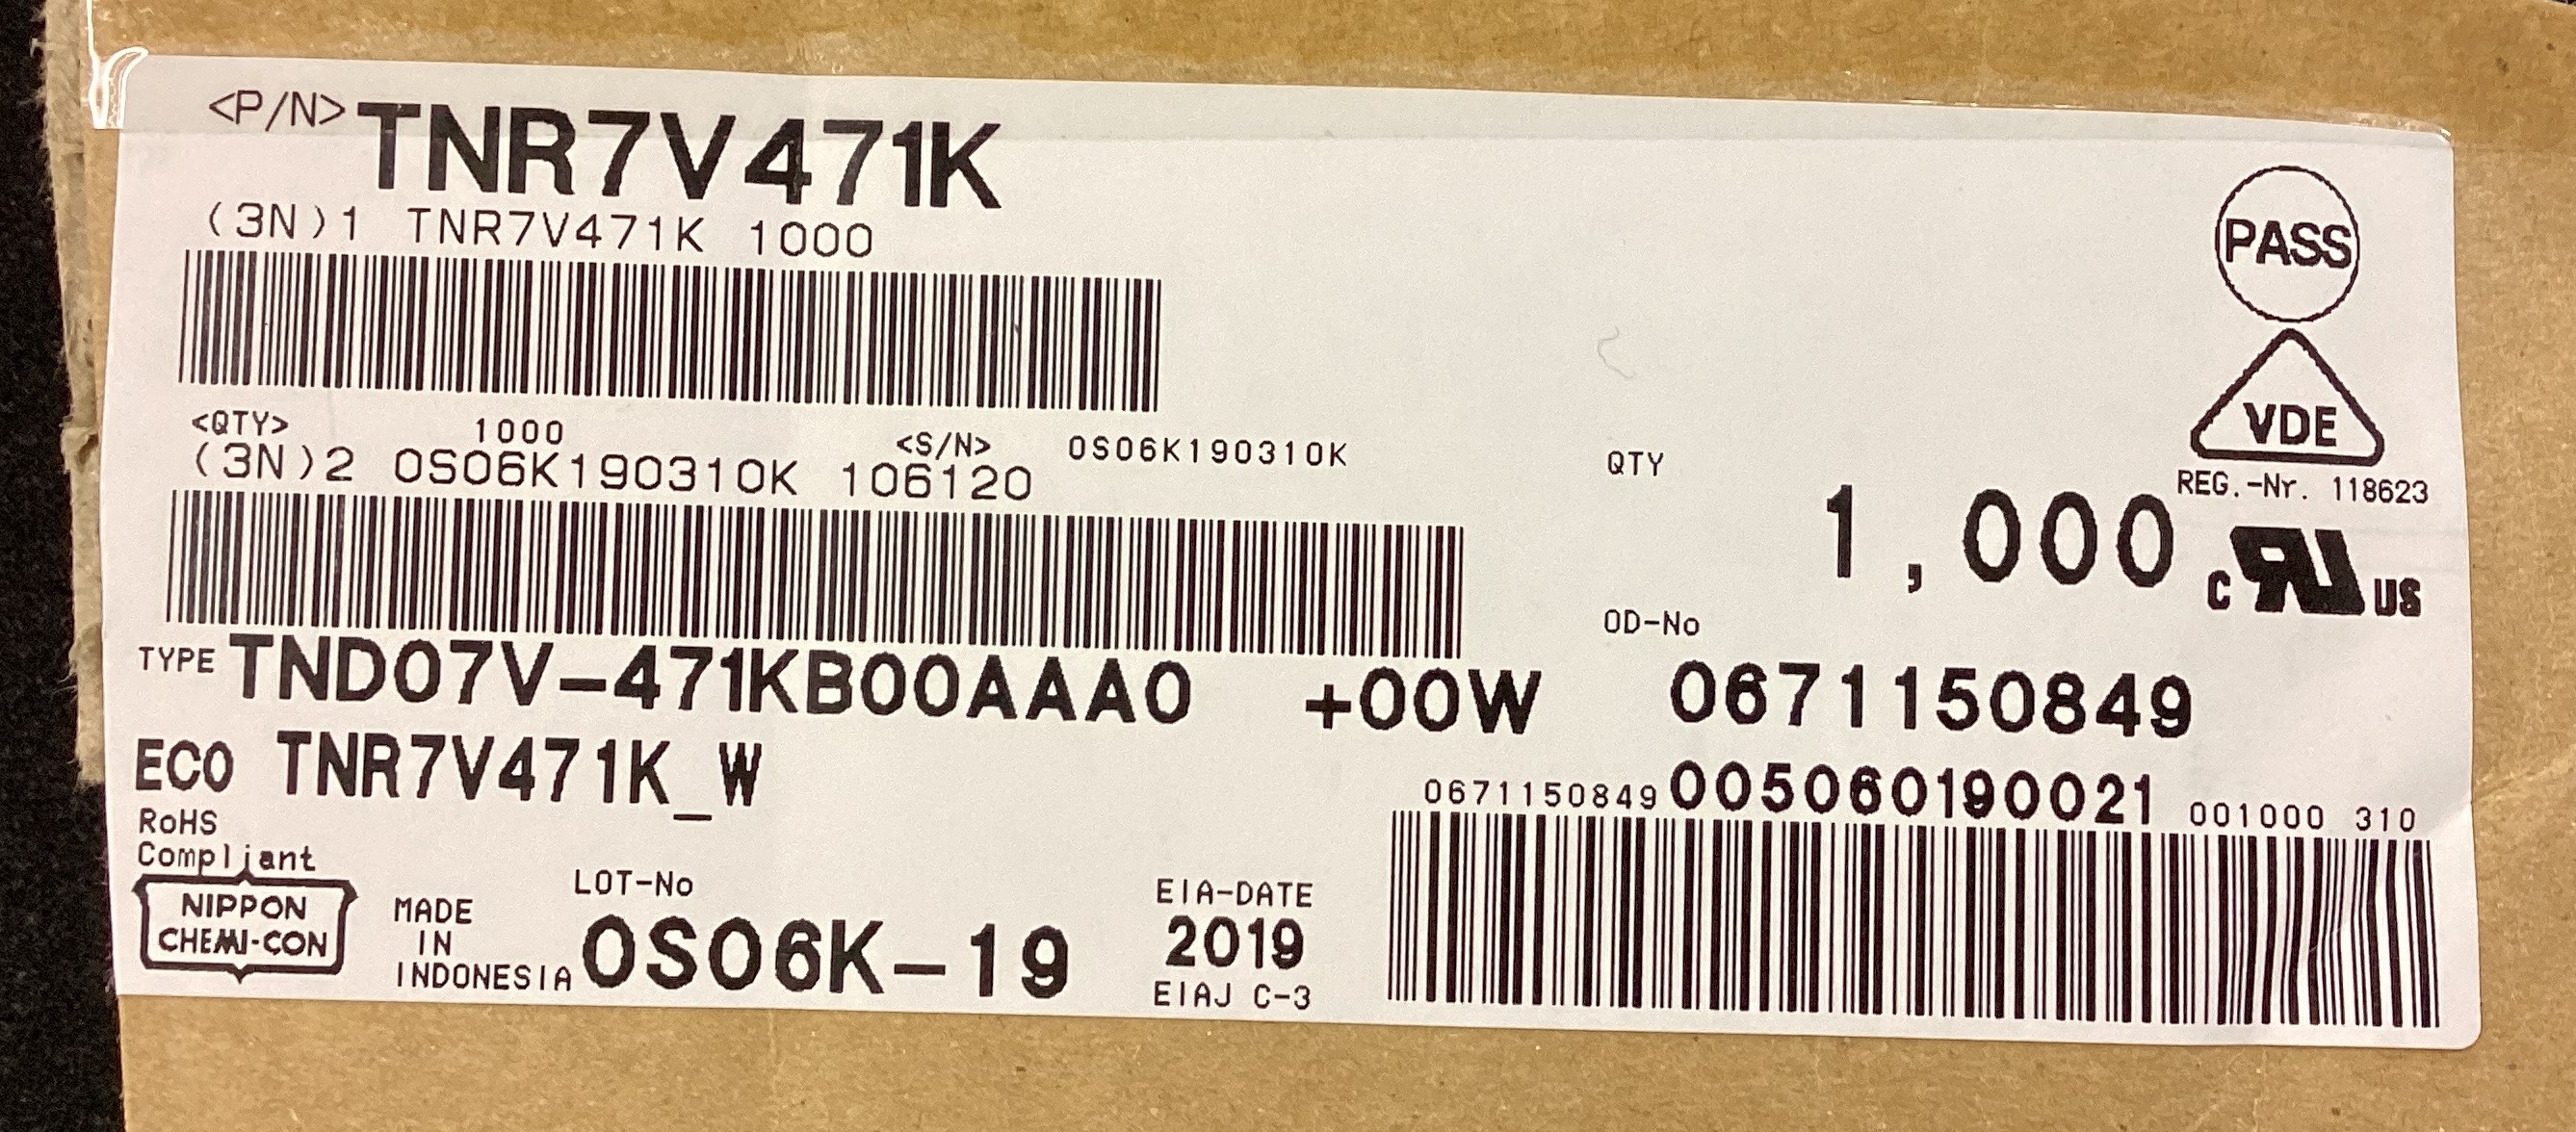 <P/N> TNR7V471K
(3N)1 TNR7V471K 1000
PASS
VDE
REG.-Nr. 118623
<QTY> 1000 <S/N> 0S06K190310K
(3N)2 0S06K190310K 106120
QTY 1,000
c RU US
TYPE TND07V-471KB00AAA0 +00W
OD-No
0671150849
ECO TNR7V471K_W
0671150849 005060190021 001000 310
RoHS
Compliant
NIPPON
CHEMI-CON
MADE
IN
INDONESIA
LOT-No
0S06K-19
EIA-DATE
2019
EIAJ C-3